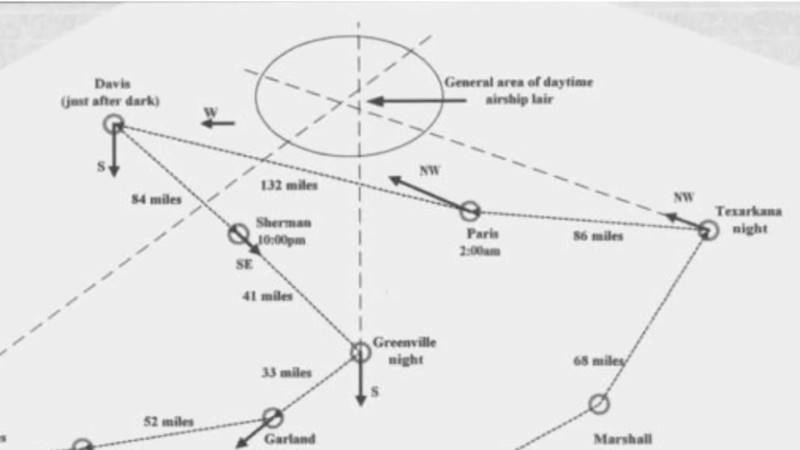 Davis
(just after dark)
General area of daytime
airship lair
W
S
NW
NW
132 miles
84 miles
Texarkana
night
Sherman
10:00pm
Paris
2:00am
86 miles
SE
41 miles
Greenville
night
68 miles
33 miles
S
52 miles
Garland
Marshall